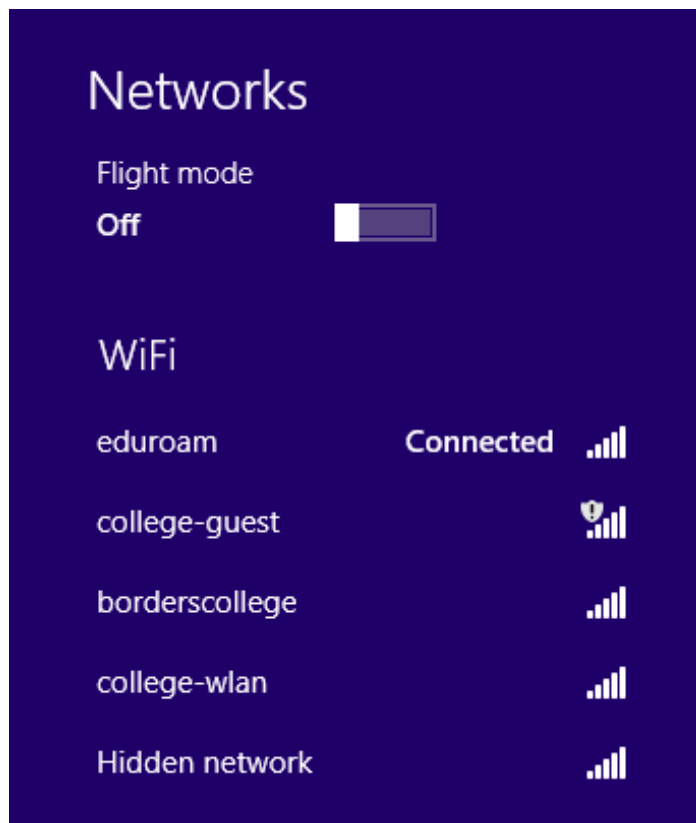 Networks
Flight mode
Off
WiFi
eduroam Connected
college-guest
borderscollege
college-wlan
Hidden network